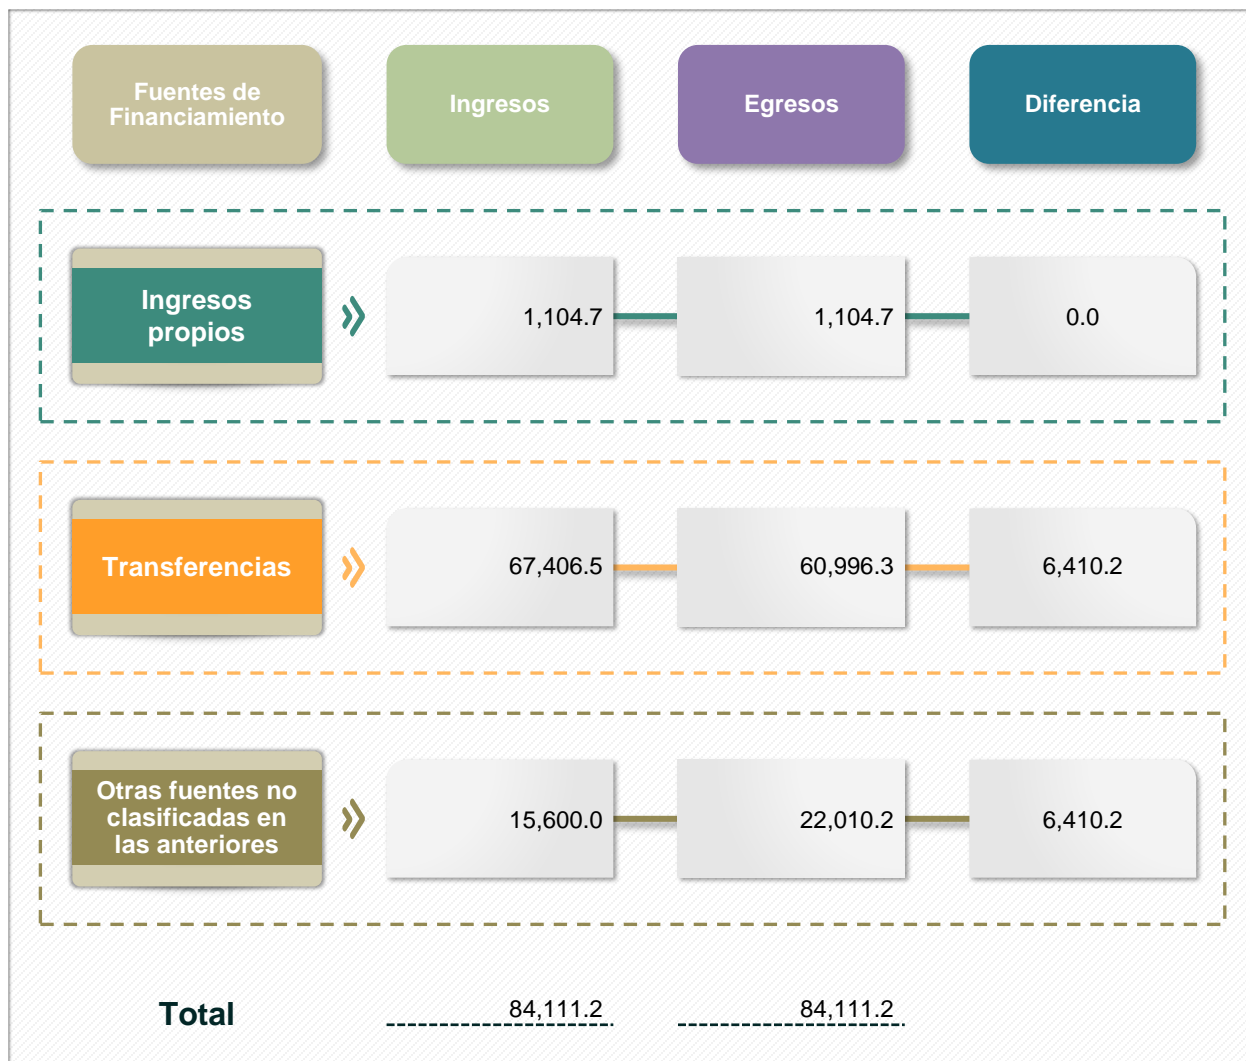 Fuentes de
Financiamiento
Ingresos
Egresos
Diferencia
Ingresos
propios
1,104.7
1,104.7
0.0
Transferencias
67,406.5
60,996.3
6,410.2
Otras fuentes no
clasificadas en
las anteriores
15,600.0
22,010.2
6,410.2
Total
84,111.2
84,111.2